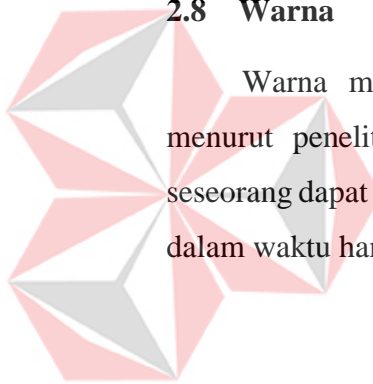 2.8 Warna
Warna m
menurut penelit
seseorang dapat
dalam waktu har